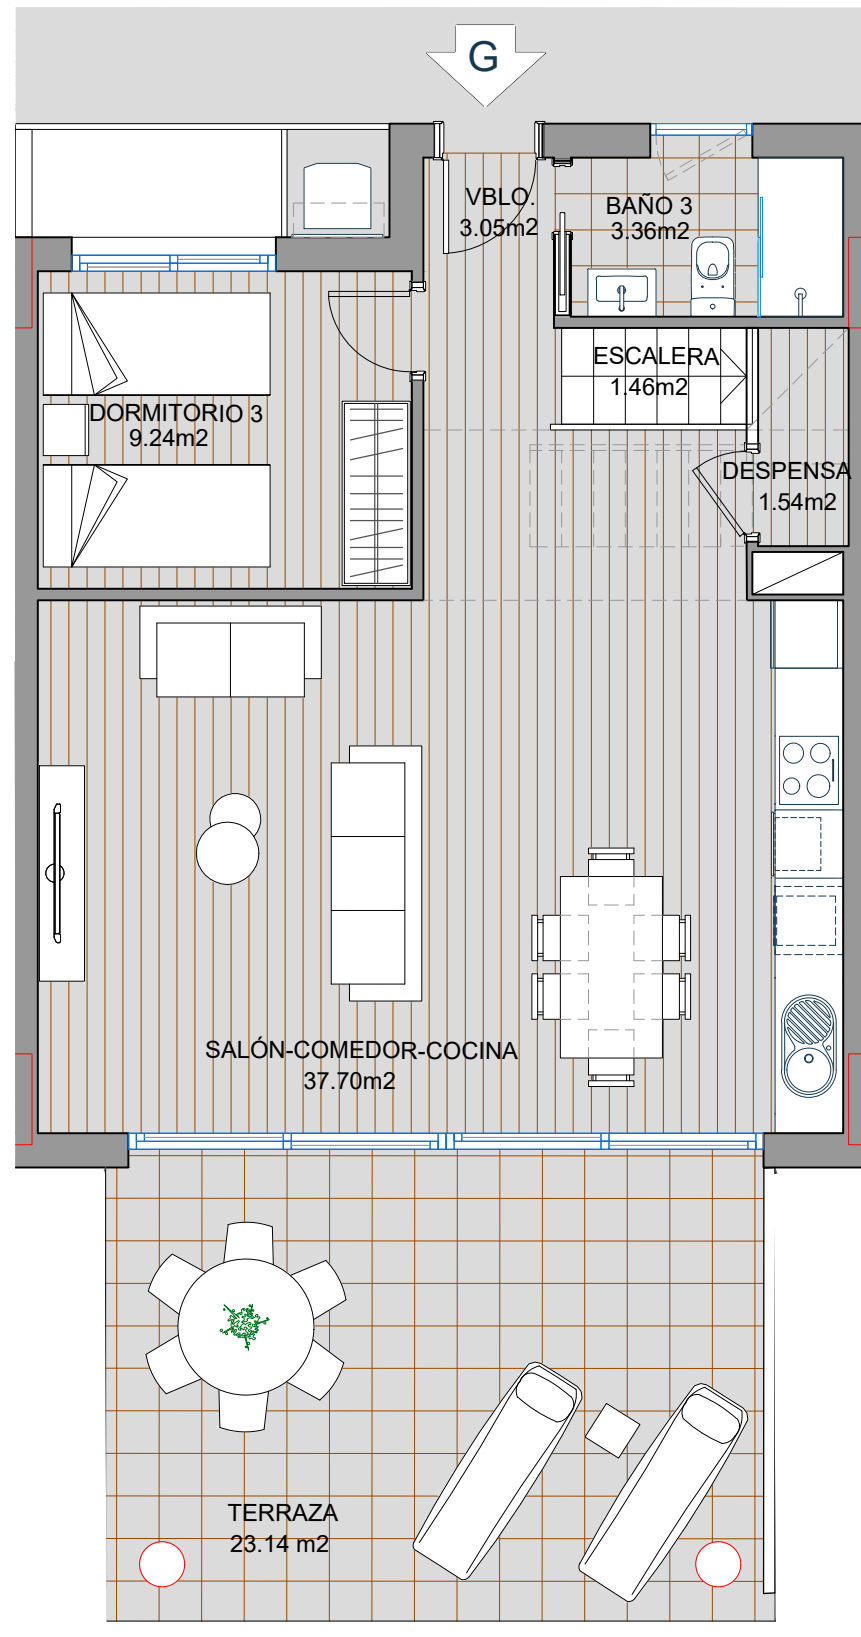 G
VBLO.
3.05m2
BAÑO 3
3.36m2
ESCALERA
1.46m2
DORMITORIO 3
9.24m2
DESPENSA
1.54m2
SALÓN-COMEDOR-COCINA
37.70m2
TERRAZA
23.14 m2